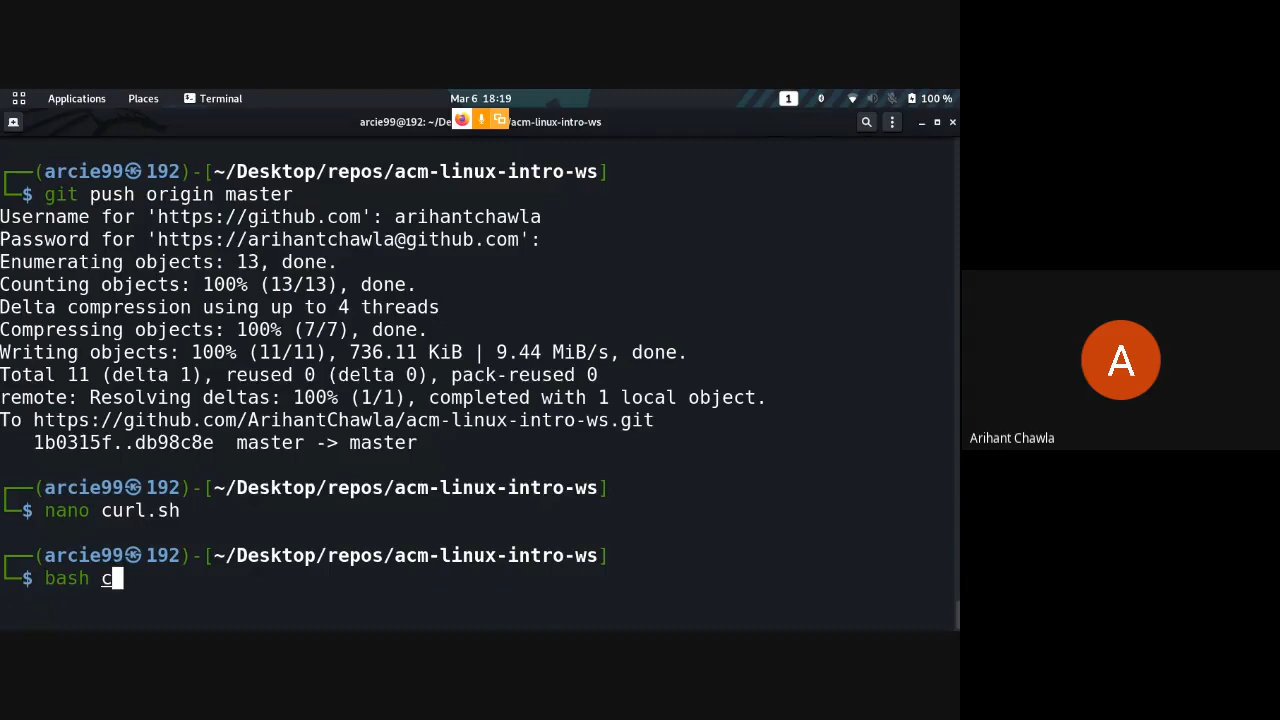 Applications Places Terminal Mar 6 18:19 1 0 100 %
arcie99@192: ~/De /acm-linux-intro-ws
(arcie99㉿192)-[~/Desktop/repos/acm-linux-intro-ws]
$ git push origin master
Username for 'https://github.com': arihantchawla
Password for 'https://arihantchawla@github.com':
Enumerating objects: 13, done.
Counting objects: 100% (13/13), done.
Delta compression using up to 4 threads
Compressing objects: 100% (7/7), done.
Writing objects: 100% (11/11), 736.11 KiB | 9.44 MiB/s, done.
Total 11 (delta 1), reused 0 (delta 0), pack-reused 0
remote: Resolving deltas: 100% (1/1), completed with 1 local object.
To https://github.com/ArihantChawla/acm-linux-intro-ws.git
1b0315f..db98c8e master -> master
(arcie99㉿192)-[~/Desktop/repos/acm-linux-intro-ws]
$ nano curl.sh
(arcie99㉿192)-[~/Desktop/repos/acm-linux-intro-ws]
$ bash c
A
Arihant Chawla